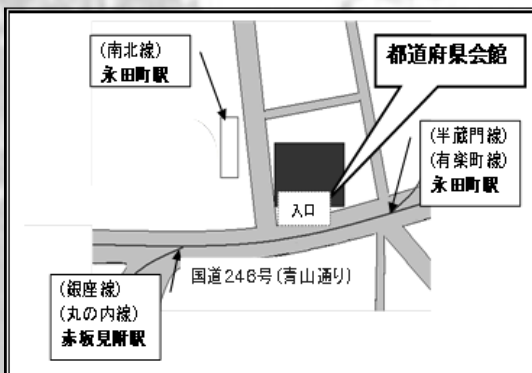 (南北線)
永田町駅
都道府県会館
(半蔵門線)
(有楽町線)
永田町駅
入口
国道246号(青山通り)
(銀座線)
(丸の内線)
赤坂見附駅